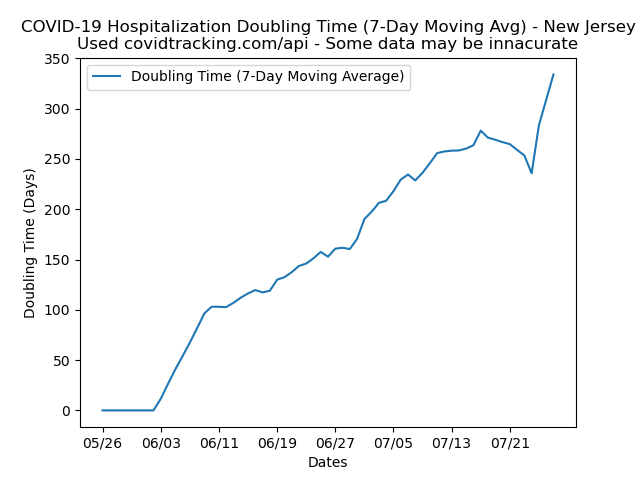 COVID-19 Hospitalization Doubling Time (7-Day Moving Avg) - New Jersey
Used covidtracking.com/api - Some data may be innacurate
Doubling Time (7-Day Moving Average)
350
300
250
200
150
100
50
0
Doubling Time (Days)
05/26 06/03 06/11 06/19 06/27 07/05 07/13 07/21
Dates